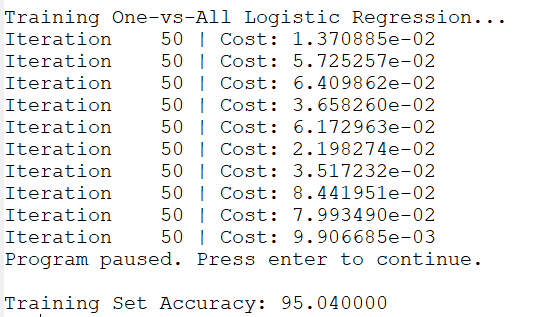 Training One-vs-All Logistic Regression...
Iteration    50 | Cost: 1.370885e-02
Iteration    50 | Cost: 5.725257e-02
Iteration    50 | Cost: 6.409862e-02
Iteration    50 | Cost: 3.658260e-02
Iteration    50 | Cost: 6.172963e-02
Iteration    50 | Cost: 2.198274e-02
Iteration    50 | Cost: 3.517232e-02
Iteration    50 | Cost: 8.441951e-02
Iteration    50 | Cost: 7.993490e-02
Iteration    50 | Cost: 9.906685e-03
Program paused. Press enter to continue.
Training Set Accuracy: 95.040000